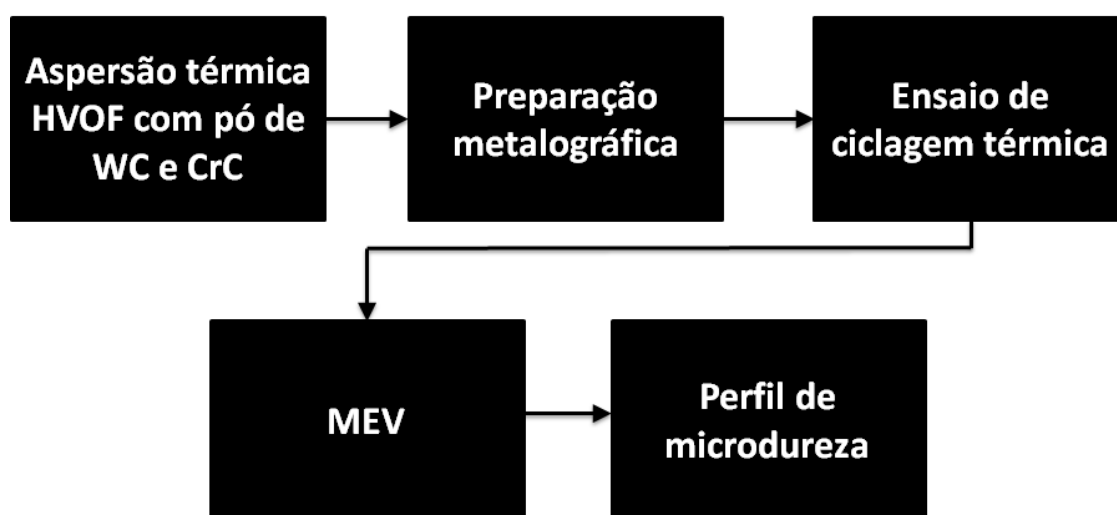 Aspersão térmica
HVOF com pó de
WC e CrC
Preparação
metalográfica
Ensaio de
ciclagem térmica
MEV
Perfil de
microdureza